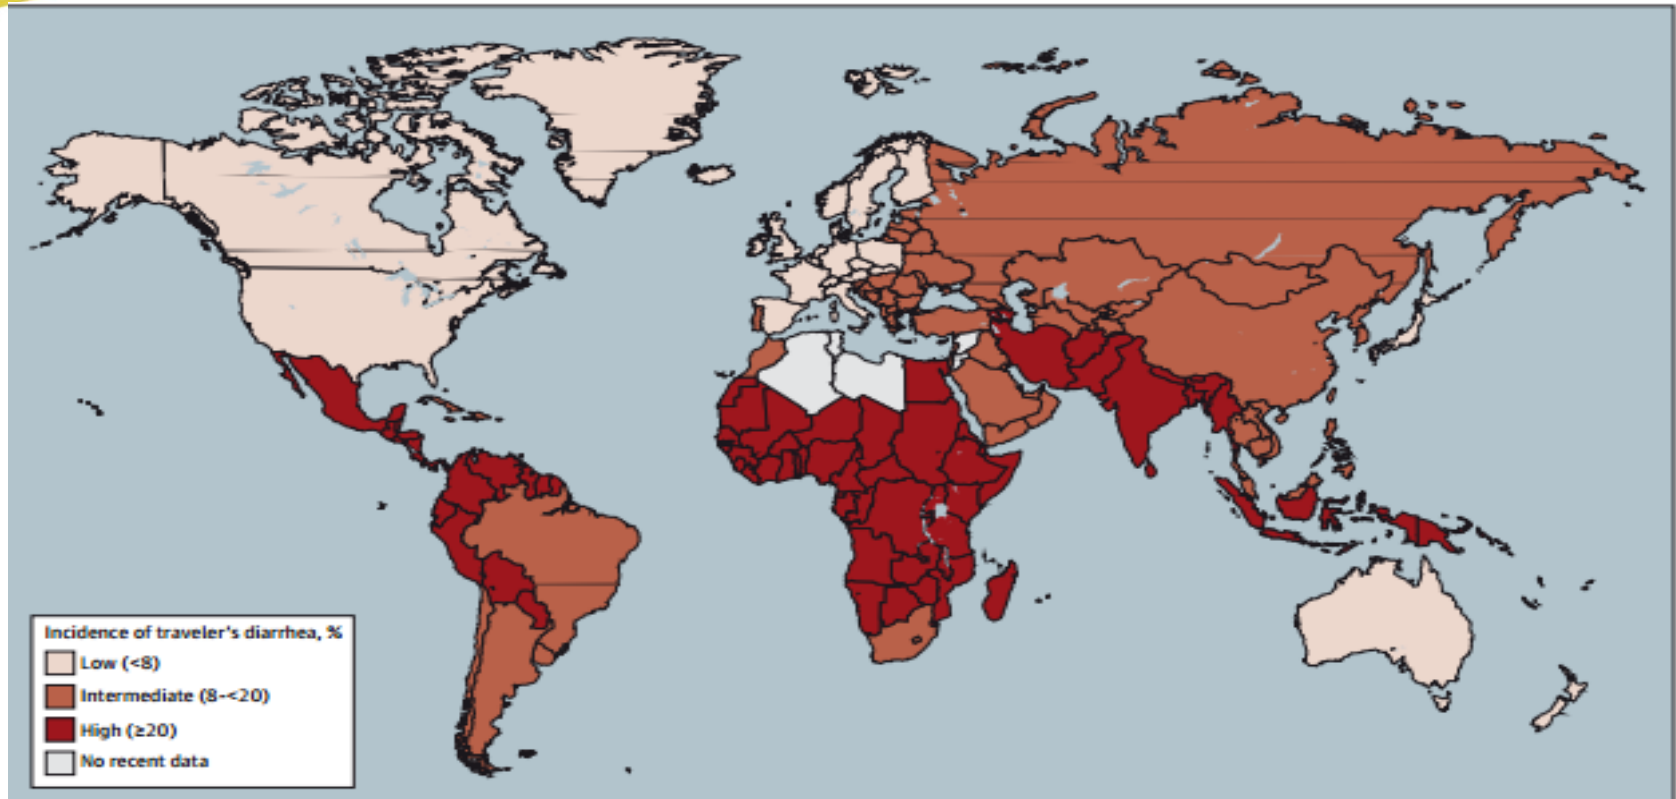 Incidence of traveler's diarrhea, %
Low (<8)
Intermediate (8-<20)
High (≥20)
No recent data